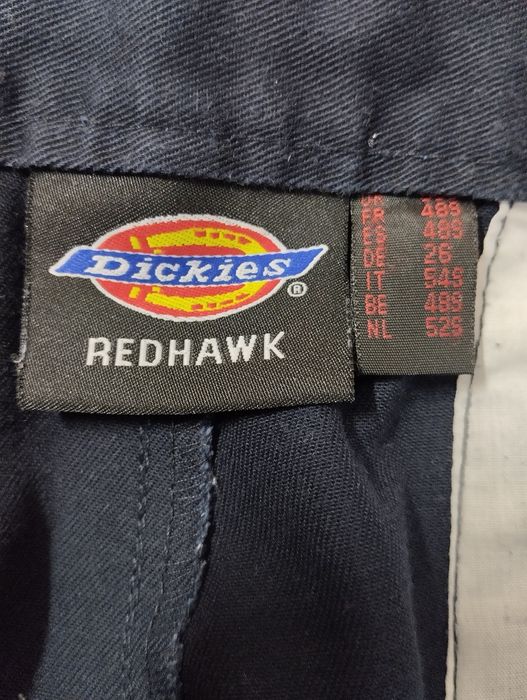 Dickies®
REDHAWK
FR 48S
ES 48S
DE 26
IT 54S
BE 48S
NL 52S